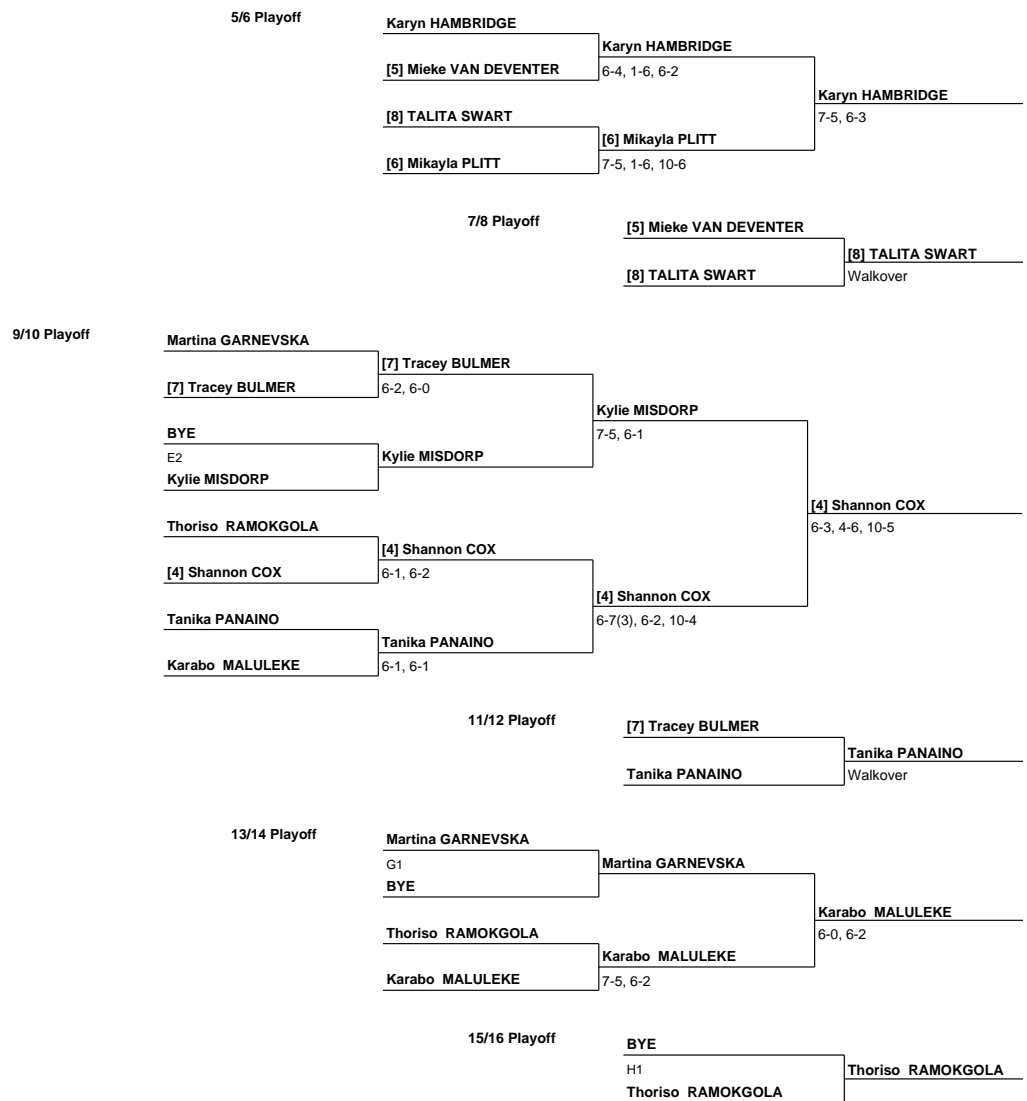 5/6 Playoff
Karyn HAMBRIDGE
Karyn HAMBRIDGE
[5] Mieke VAN DEVENTER
6-4, 1-6, 6-2
Karyn HAMBRIDGE
7-5, 6-3
[8] TALITA SWART
[6] Mikayla PLITT
[6] Mikayla PLITT
7-5, 1-6, 10-6
7/8 Playoff
[5] Mieke VAN DEVENTER
[8] TALITA SWART
[8] TALITA SWART
Walkover
9/10 Playoff
Martina GARNEVSKA
[7] Tracey BULMER
[7] Tracey BULMER
6-2, 6-0
Kylie MISDORP
7-5, 6-1
BYE
E2
Kylie MISDORP
Kylie MISDORP
[4] Shannon COX
6-3, 4-6, 10-5
Thoriso RAMOKGOLA
[4] Shannon COX
[4] Shannon COX
6-1, 6-2
[4] Shannon COX
6-7(3), 6-2, 10-4
Tanika PANAINO
Tanika PANAINO
Karabo MALULEKE
6-1, 6-1
11/12 Playoff
[7] Tracey BULMER
Tanika PANAINO
Tanika PANAINO
Walkover
13/14 Playoff
Martina GARNEVSKA
G1
Martina GARNEVSKA
BYE
Karabo MALULEKE
6-0, 6-2
Thoriso RAMOKGOLA
Karabo MALULEKE
Karabo MALULEKE
7-5, 6-2
15/16 Playoff
BYE
H1
Thoriso RAMOKGOLA
Thoriso RAMOKGOLA